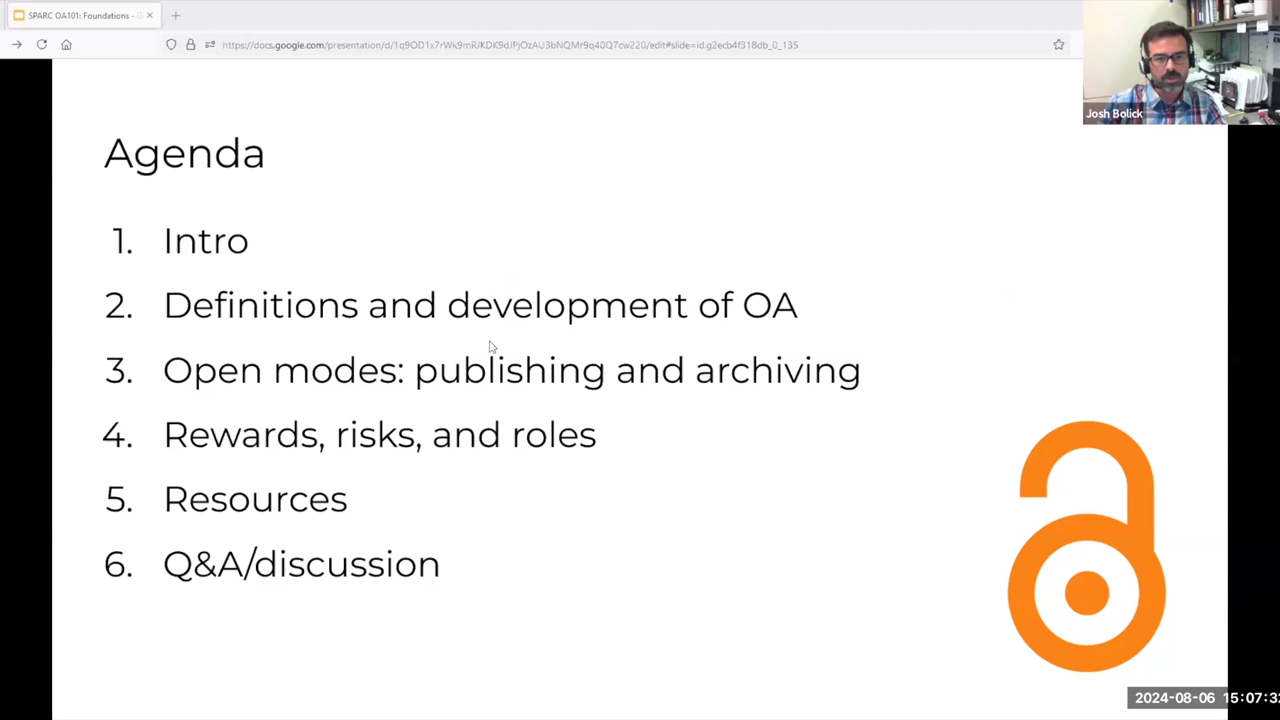 SPARC OA101: Foundations - G
https://docs.google.com/presentation/d/1q9OD1x7rWk9mRJKDK9dJPjOzAU3bNQMr9q40Q7cw220/edit#slide=id.g2ecb4f318db_0_135
Josh Bolick
Agenda
1. Intro
2. Definitions and development of OA
3. Open modes: publishing and archiving
4. Rewards, risks, and roles
5. Resources
6. Q&A/discussion
2024-08-06 15:07:3